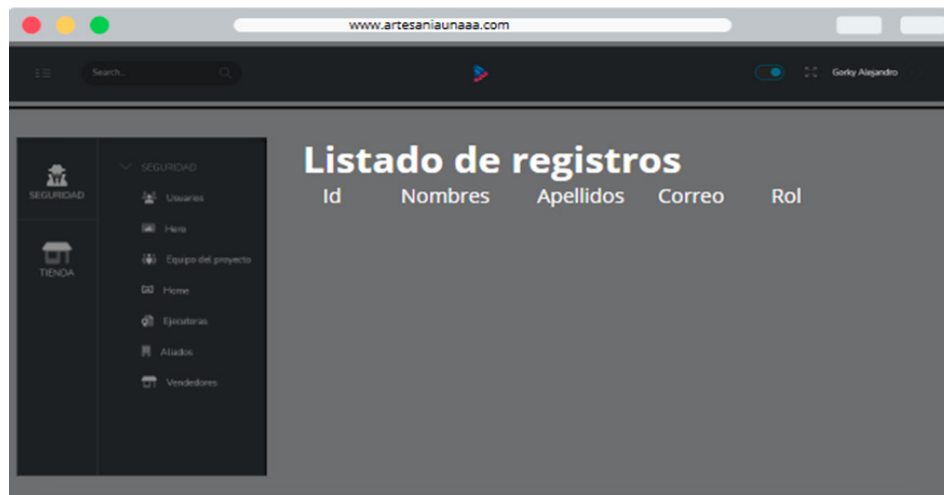 www.artesaniaunaaa.com
Search..
Gorky Alejandro
Listado de registros
Id Nombres Apellidos Correo Rol
SEGURIDAD
TIENDA
SEGURIDAD
Usuarios
Hero
Equipo del proyecto
Home
Ejecutoras
Aliados
Vendedores